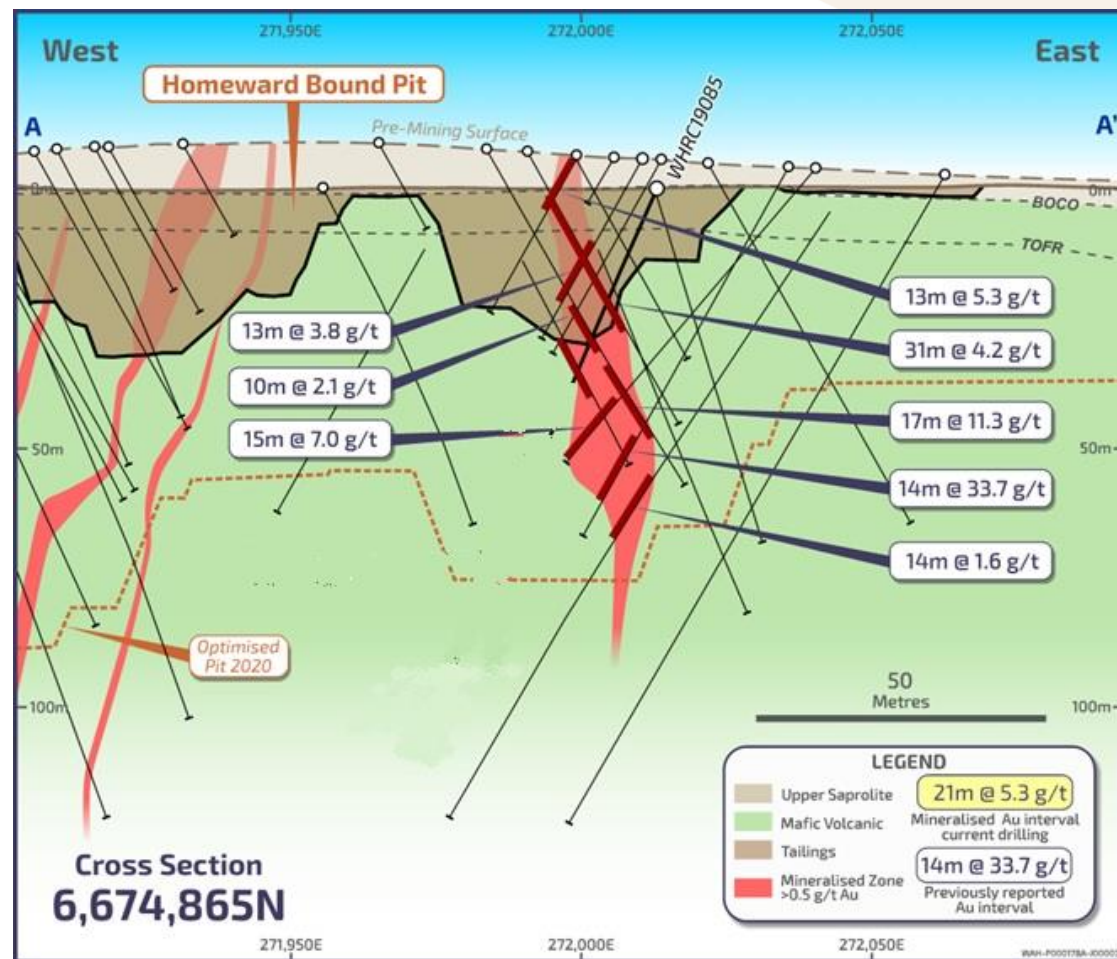 271,950E
272,000E
272,050E
West
East
Homeward Bound Pit
A
Pre-Mining Surface
WHRC19085
A'
0m
0m
BOCO
TOFR
13m @ 5.3 g/t
13m @ 3.8 g/t
31m @ 4.2 g/t
10m @ 2.1 g/t
17m @ 11.3 g/t
15m @ 7.0 g/t
50m
50m
14m @ 33.7 g/t
14m @ 1.6 g/t
Optimised
Pit 2020
50
Metres
100m
100m
LEGEND
Upper Saprolite
Mafic Volcanic
Tailings
Mineralised Zone
>0.5 g/t Au
21m @ 5.3 g/t
Mineralised Au interval
current drilling
14m @ 33.7 g/t
Previously reported
Au interval
Cross Section
6,674,865N
271,950E
272,000E
272,050E